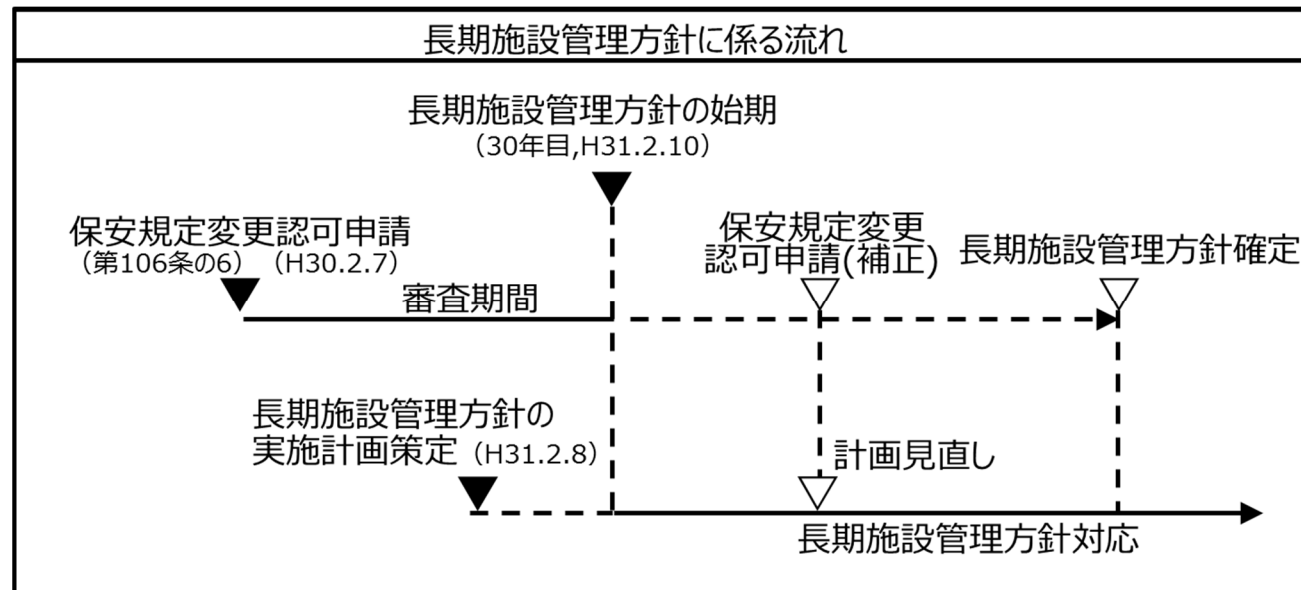 長期施設管理方針に係る流れ
長期施設管理方針の始期
（30年目,H31.2.10）
保安規定変更認可申請
（第106条の6）（H30.2.7）
保安規定変更
認可申請(補正)
長期施設管理方針確定
審査期間
長期施設管理方針の
実施計画策定（H31.2.8）
計画見直し
長期施設管理方針対応